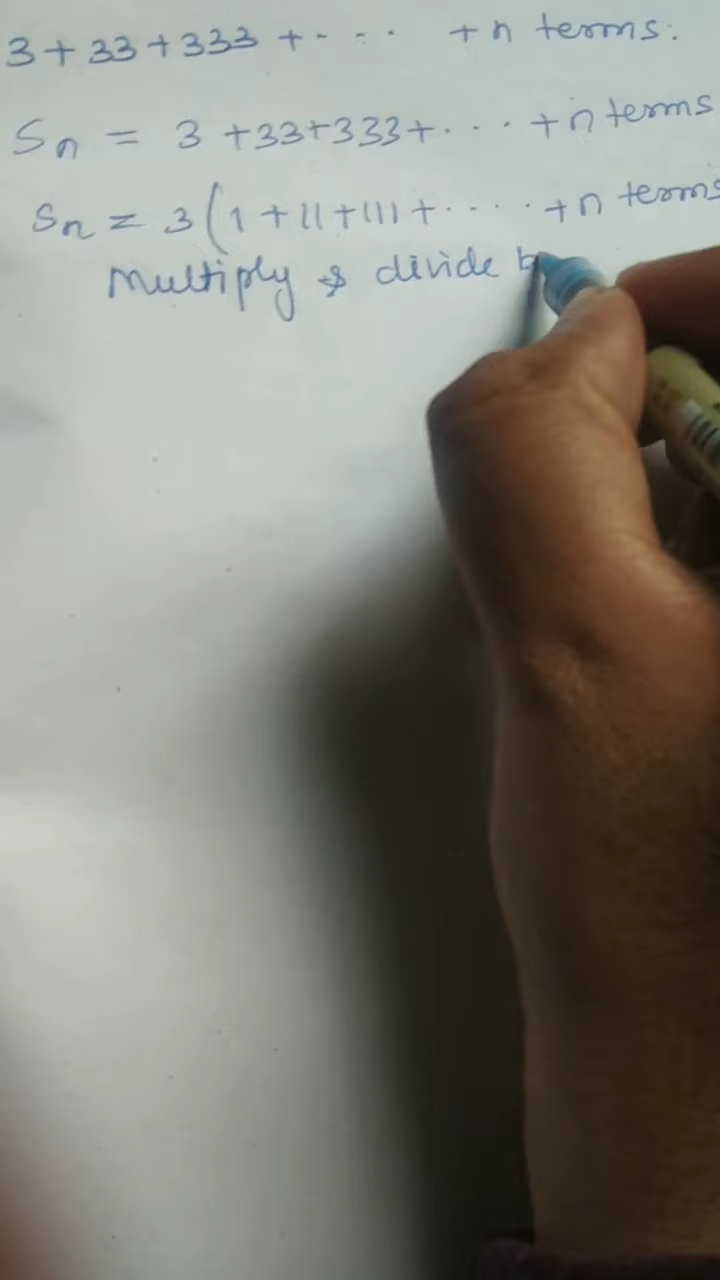 3 + 33 + 333 + · · · + n terms.
Sn = 3 + 33 + 333 + · · · · + n terms
Sn = 3 ( 1 + 11 + 111 + · · · · · + n terms
Multiply & divide b